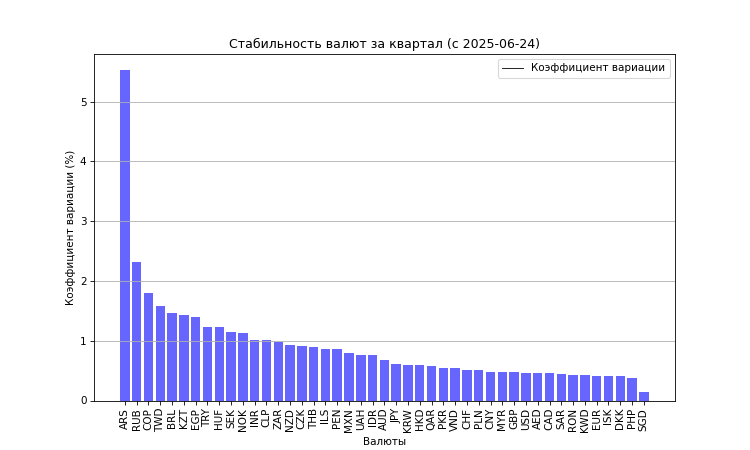 Стабильность валют за квартал (с 2025-06-24)
Коэффициент вариации
Коэффициент вариации (%)
5
4
3
2
1
0
ARS RUB COP TWD BRL KZT EGP TRY HUF SEK NOK INR CLP ZAR NZD CZK THB ILS PEN MXN UAH IDR AUD JPY KRW HKD QAR PKR VND CHF PLN CNY MYR GBP USD AED CAD SAR RON KWD EUR ISK DKK PHP SGD
Валюты